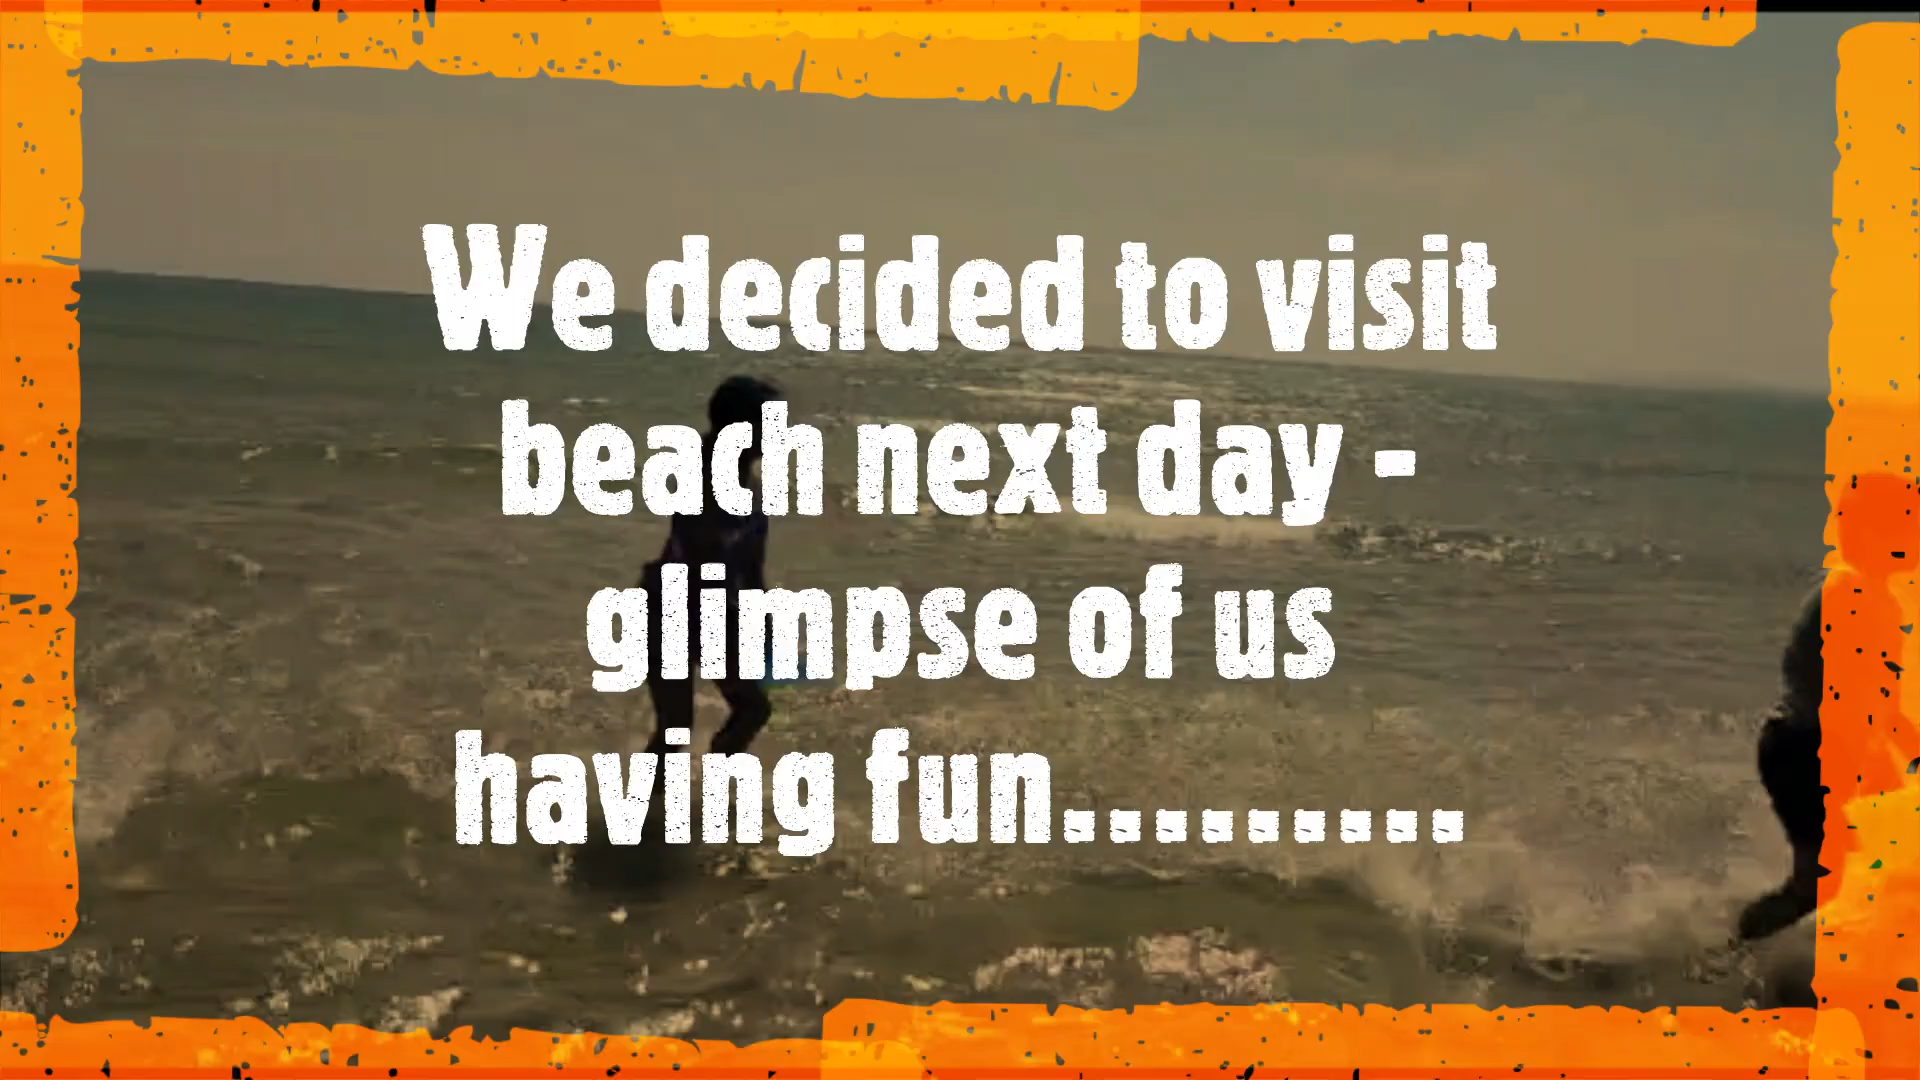 We decided to visit
beach next day -
glimpse of us
having fun.........